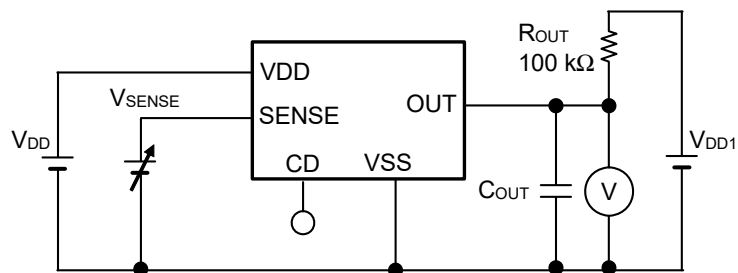 ROUT
100 kΩ
VDD
VSENSE
SENSE
OUT
VDD
CD
VSS
COUT
V
VDD1